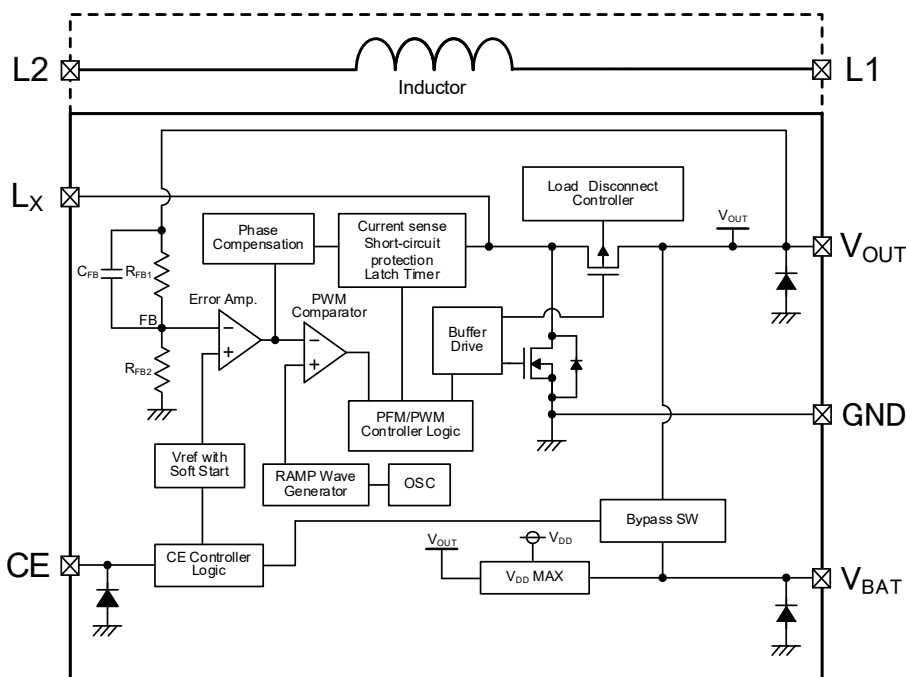 L2
L1
Inductor
LX
Load Disconnect
Controller
VOUT
VOUT
Phase
Compensation
Current sense
Short-circuit
protection
Latch Timer
CFB
RFB1
Error Amp.
PWM
Comparator
FB
Buffer
Drive
RFB2
PFM/PWM
Controller Logic
GND
Vref with
Soft Start
RAMP Wave
Generator
OSC
Bypass SW
CE
CE Controller
Logic
VOUT
VDD
VDD MAX
VBAT